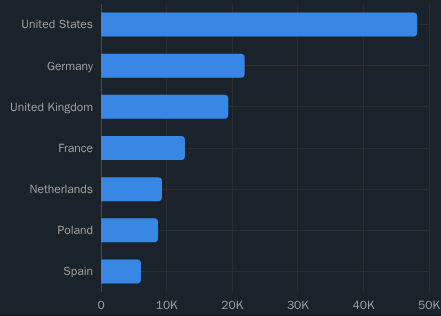 United States
Germany
United Kingdom
France
Netherlands
Poland
Spain
0 10K 20K 30K 40K 50K